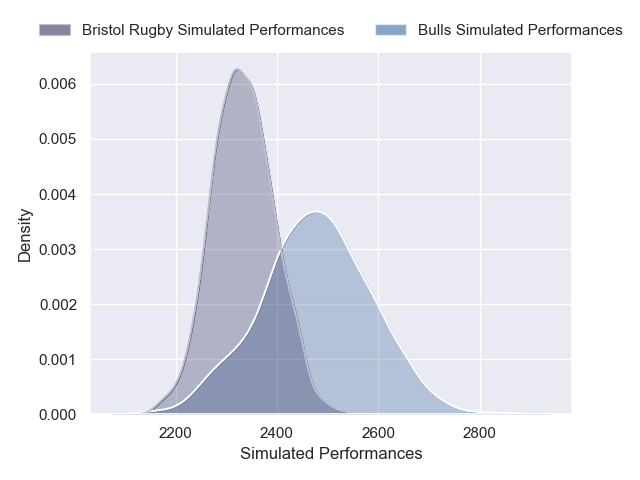 Bristol Rugby Simulated Performances
Bulls Simulated Performances
0.006
0.005
0.004
0.003
0.002
0.001
0.000
Density
2200 2400 2600 2800
Simulated Performances